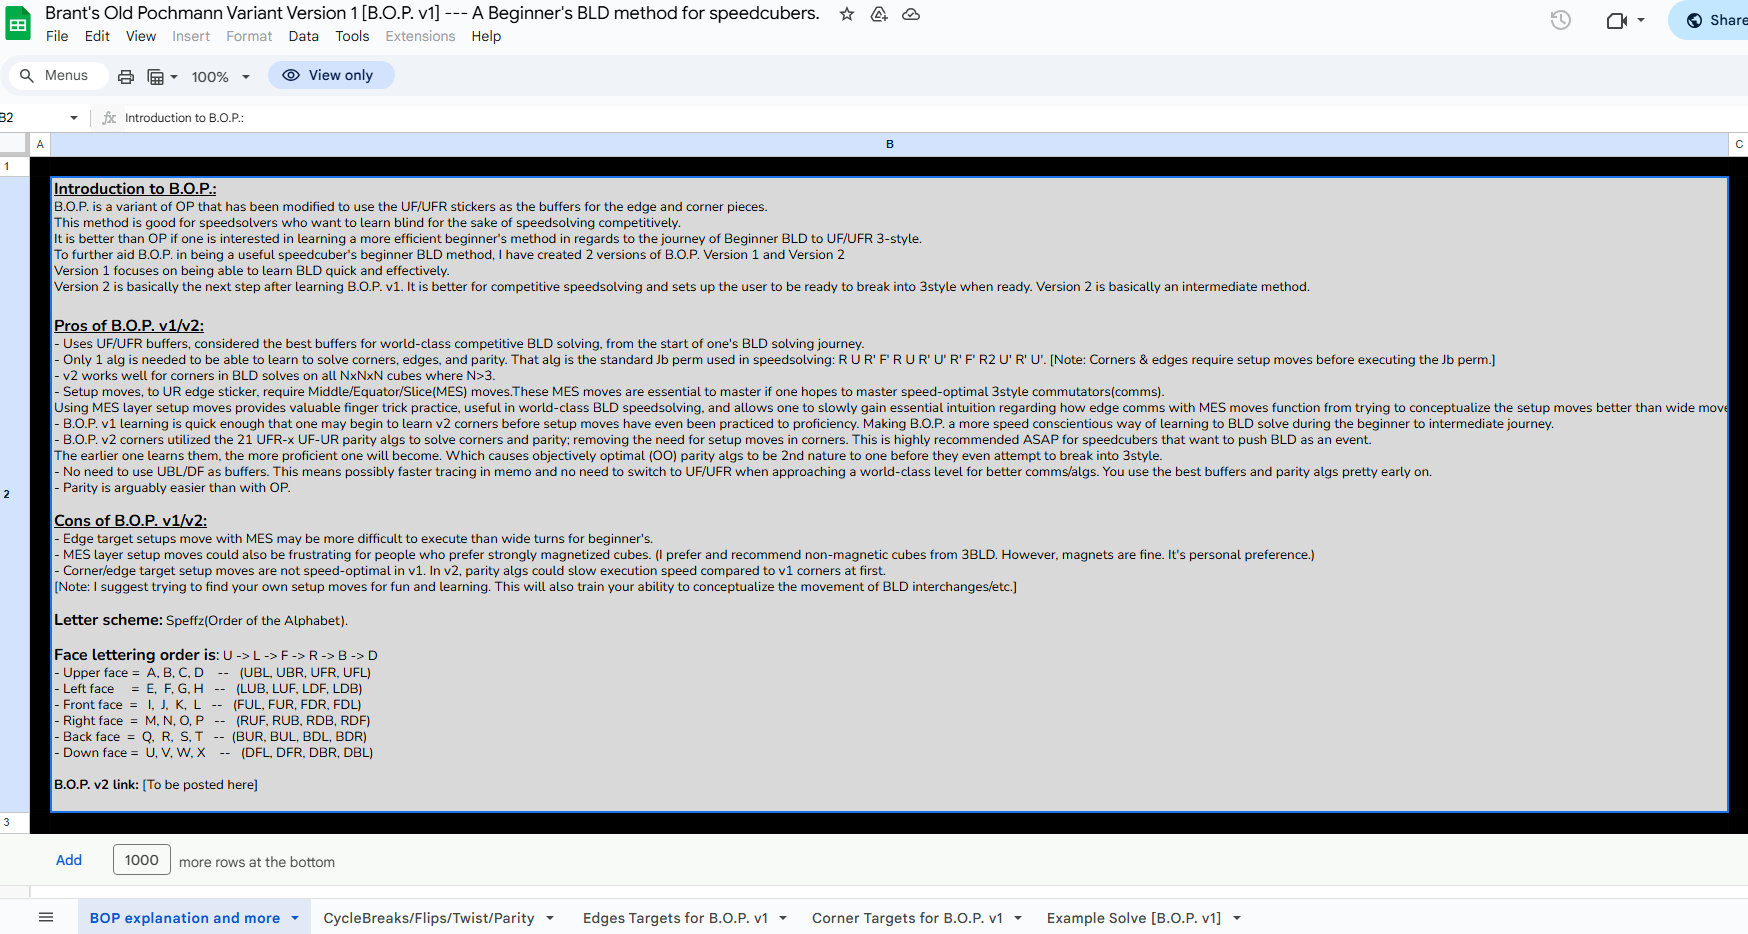 Brant's Old Pochmann Variant Version 1 [B.O.P. v1] --- A Beginner's BLD method for speedcubers.
File Edit View Insert Format Data Tools Extensions Help
Share
Menus 100% View only
B2 fx Introduction to B.O.P.:
A B C
1
Introduction to B.O.P.:
B.O.P. is a variant of OP that has been modified to use the UF/UFR stickers as the buffers for the edge and corner pieces.
This method is good for speedsolvers who want to learn blind for the sake of speedsolving competitively.
It is better than OP if one is interested in learning a more efficient beginner's method in regards to the journey of Beginner BLD to UF/UFR 3-style.
To further aid B.O.P. in being a useful speedcuber's beginner BLD method, I have created 2 versions of B.O.P. Version 1 and Version 2
Version 1 focuses on being able to learn BLD quick and effectively.
Version 2 is basically the next step after learning B.O.P. v1. It is better for competitive speedsolving and sets up the user to be ready to break into 3style when ready. Version 2 is basically an intermediate method.
Pros of B.O.P. v1/v2:
- Uses UF/UFR buffers, considered the best buffers for world-class competitive BLD solving, from the start of one's BLD solving journey.
- Only 1 alg is needed to be able to learn to solve corners, edges, and parity. That alg is the standard Jb perm used in speedsolving: R U R' F' R U R' U' R' F' R2 U' R' U'. [Note: Corners & edges require setup moves before executing the Jb perm.]
- v2 works well for corners in BLD solves on all NxNxN cubes where N>3.
- Setup moves, to UR edge sticker, require Middle/Equator/Slice(MES) moves.These MES moves are essential to master if one hopes to master speed-optimal 3style commutators(comms).
Using MES layer setup moves provides valuable finger trick practice, useful in world-class BLD speedsolving, and allows one to slowly gain essential intuition regarding how edge comms with MES moves function from trying to conceptualize the setup moves better than wide move
- B.O.P. v1 learning is quick enough that one may begin to learn v2 corners before setup moves have even been practiced to proficiency. Making B.O.P. a more speed conscientious way of learning to BLD solve during the beginner to intermediate journey.
- B.O.P. v2 corners utilized the 21 UFR-x UF-UR parity algs to solve corners and parity; removing the need for setup moves in corners. This is highly recommended ASAP for speedcubers that want to push BLD as an event.
The earlier one learns them, the more proficient one will become. Which causes objectively optimal (OO) parity algs to be 2nd nature to one before they even attempt to break into 3style.
- No need to use UBL/DF as buffers. This means possibly faster tracing in memo and no need to switch to UF/UFR when approaching a world-class level for better comms/algs. You use the best buffers and parity algs pretty early on.
- Parity is arguably easier than with OP.
2
Cons of B.O.P. v1/v2:
- Edge target setups move with MES may be more difficult to execute than wide turns for beginner's.
- MES layer setup moves could also be frustrating for people who prefer strongly magnetized cubes. (I prefer and recommend non-magnetic cubes from 3BLD. However, magnets are fine. It's personal preference.)
- Corner/edge target setup moves are not speed-optimal in v1. In v2, parity algs could slow execution speed compared to v1 corners at first.
[Note: I suggest trying to find your own setup moves for fun and learning. This will also train your ability to conceptualize the movement of BLD interchanges/etc.]
Letter scheme: Speffz(Order of the Alphabet).
Face lettering order is: U -> L -> F -> R -> B -> D
- Upper face = A, B, C, D -- (UBL, UBR, UFR, UFL)
- Left face = E, F, G, H -- (LUB, LUF, LDF, LDB)
- Front face = I, J, K, L -- (FUL, FUR, FDR, FDL)
- Right face = M, N, O, P -- (RUF, RUB, RDB, RDF)
- Back face = Q, R, S, T -- (BUR, BUL, BDL, BDR)
- Down face = U, V, W, X -- (DFL, DFR, DBR, DBL)
B.O.P. v2 link: [To be posted here]
3
Add 1000 more rows at the bottom
BOP explanation and more CycleBreaks/Flips/Twist/Parity Edges Targets for B.O.P. v1 Corner Targets for B.O.P. v1 Example Solve [B.O.P. v1]